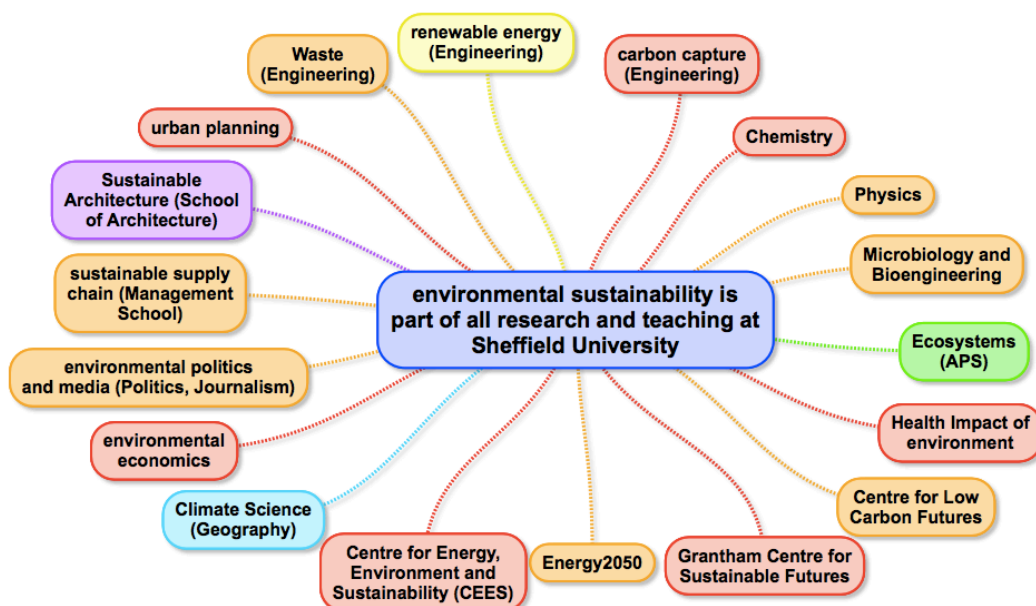 renewable energy
(Engineering)
Waste
(Engineering)
carbon capture
(Engineering)
urban planning
Chemistry
Sustainable
Architecture (School
of Architecture)
Physics
sustainable supply
chain (Management
School)
Microbiology and
Bioengineering
environmental sustainability is
part of all research and teaching at
Sheffield University
Ecosystems
(APS)
environmental politics
and media (Politics, Journalism)
Health Impact of
environment
environmental
economics
Centre for Low
Carbon Futures
Climate Science
(Geography)
Centre for Energy,
Environment and
Sustainability (CEES)
Energy2050
Grantham Centre for
Sustainable Futures